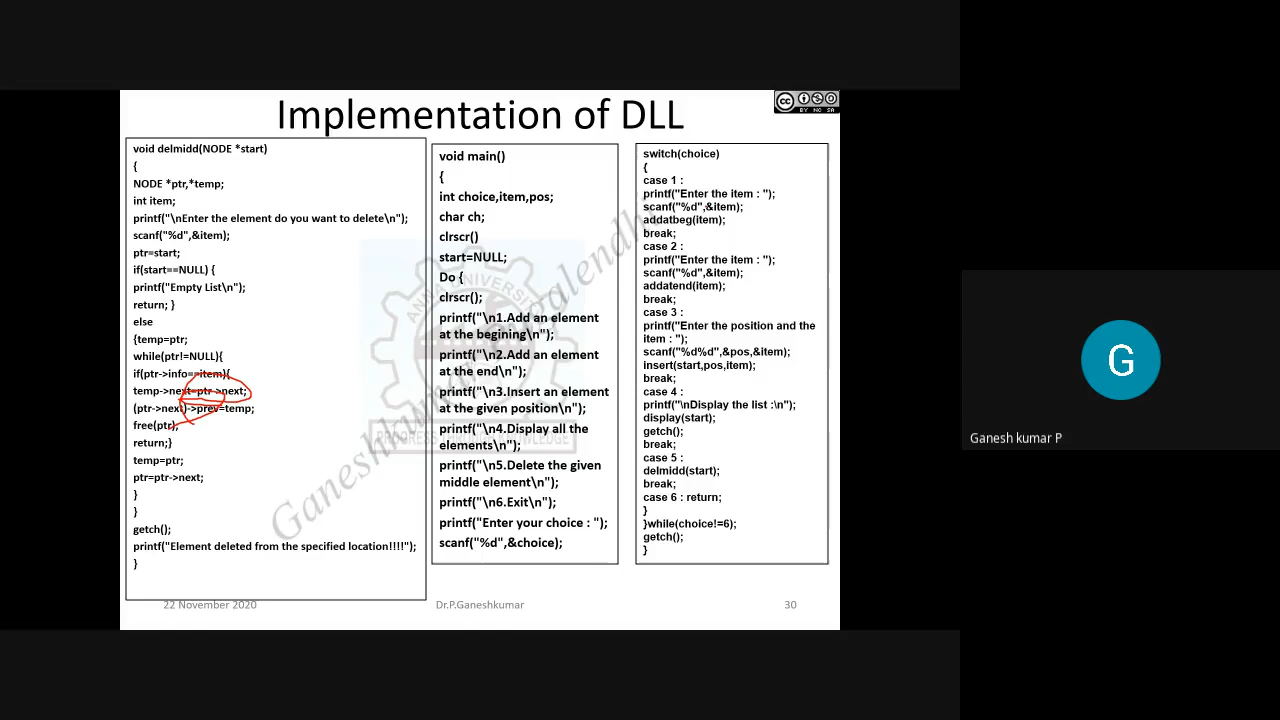 Implementation of DLL
cc
BY NC SA
void delmidd(NODE *start)
{
NODE *ptr,*temp;
int item;
printf("\nEnter the element do you want to delete\n");
scanf("%d",&item);
ptr=start;
if(start==NULL) {
printf("Empty List\n");
return; }
else
{temp=ptr;
while(ptr!=NULL){
if(ptr->info==item){
temp->next=ptr->next;
(ptr->next)->prev=temp;
free(ptr);
return;}
temp=ptr;
ptr=ptr->next;
}
}
getch();
printf("Element deleted from the specified location!!!!");
}
void main()
{
int choice,item,pos;
char ch;
clrscr()
start=NULL;
Do {
clrscr();
printf("\n1.Add an element
at the begining\n");
printf("\n2.Add an element
at the end\n");
printf("\n3.Insert an element
at the given position\n");
printf("\n4.Display all the
elements\n");
printf("\n5.Delete the given
middle element\n");
printf("\n6.Exit\n");
printf("Enter your choice : ");
scanf("%d",&choice);
switch(choice)
{
case 1 :
printf("Enter the item : ");
scanf("%d",&item);
addatbeg(item);
break;
case 2 :
printf("Enter the item : ");
scanf("%d",&item);
addatend(item);
break;
case 3 :
printf("Enter the position and the
item : ");
scanf("%d%d",&pos,&item);
insert(start,pos,item);
break;
case 4 :
printf("\nDisplay the list :\n");
display(start);
getch();
break;
case 5 :
delmidd(start);
break;
case 6 : return;
}
}while(choice!=6);
getch();
}
PROGRESS THROUGH KNOWLEDGE
22 November 2020
Dr.P.Ganeshkumar
30
G
Ganesh kumar P